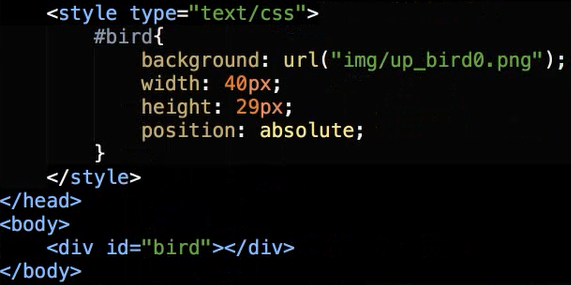 <style type="text/css">
#bird{
background: url("img/up_bird0.png");
width: 40px;
height: 29px;
position: absolute;
}
</style>
</head>
<body>
<div id="bird"></div>
</body>